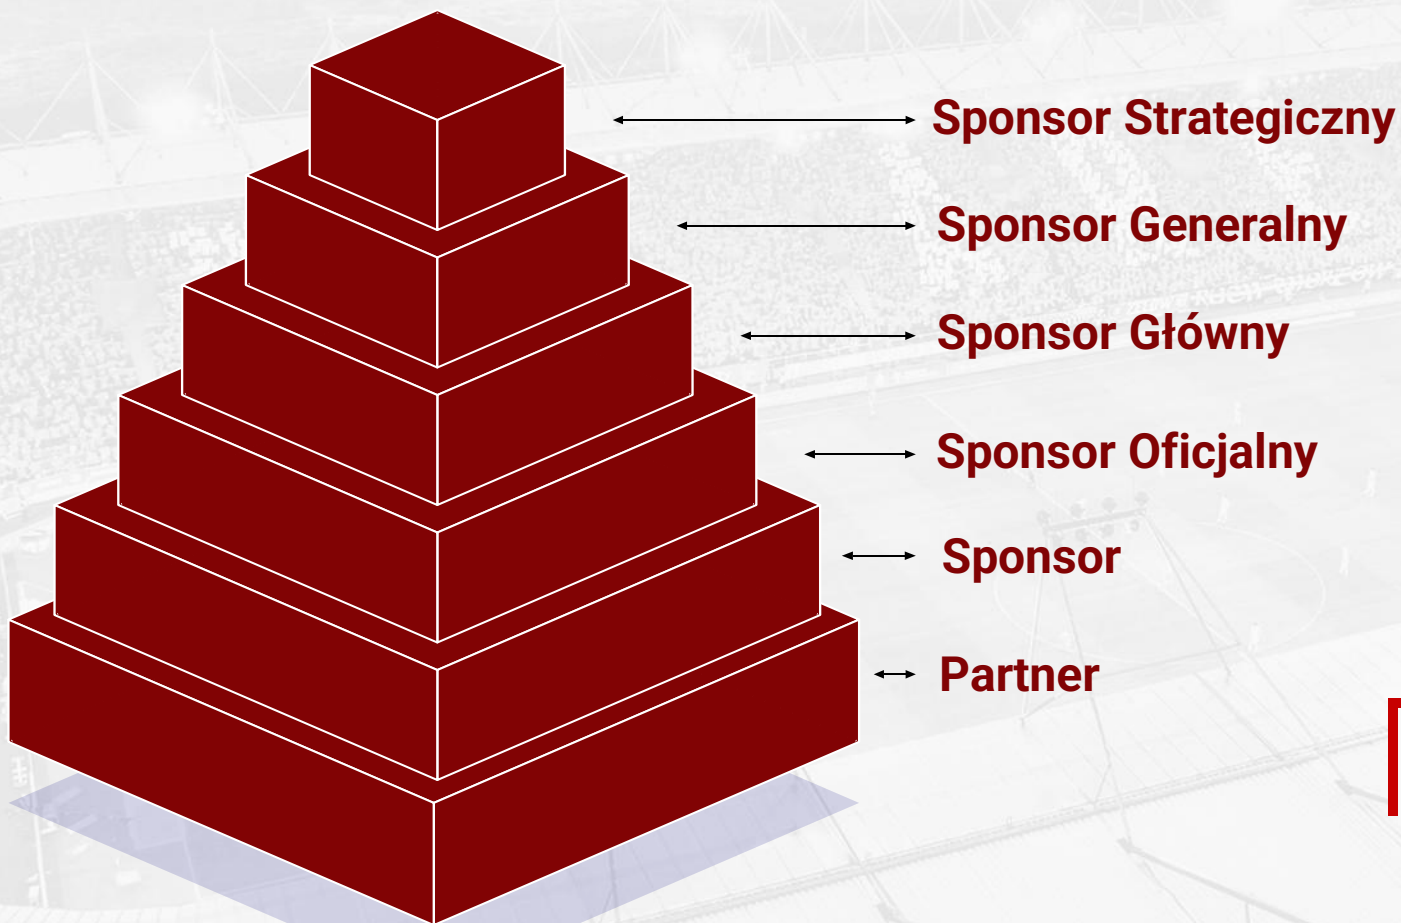 Sponsor Strategiczny
Sponsor Generalny
Sponsor Główny
Sponsor Oficjalny
Sponsor
Partner